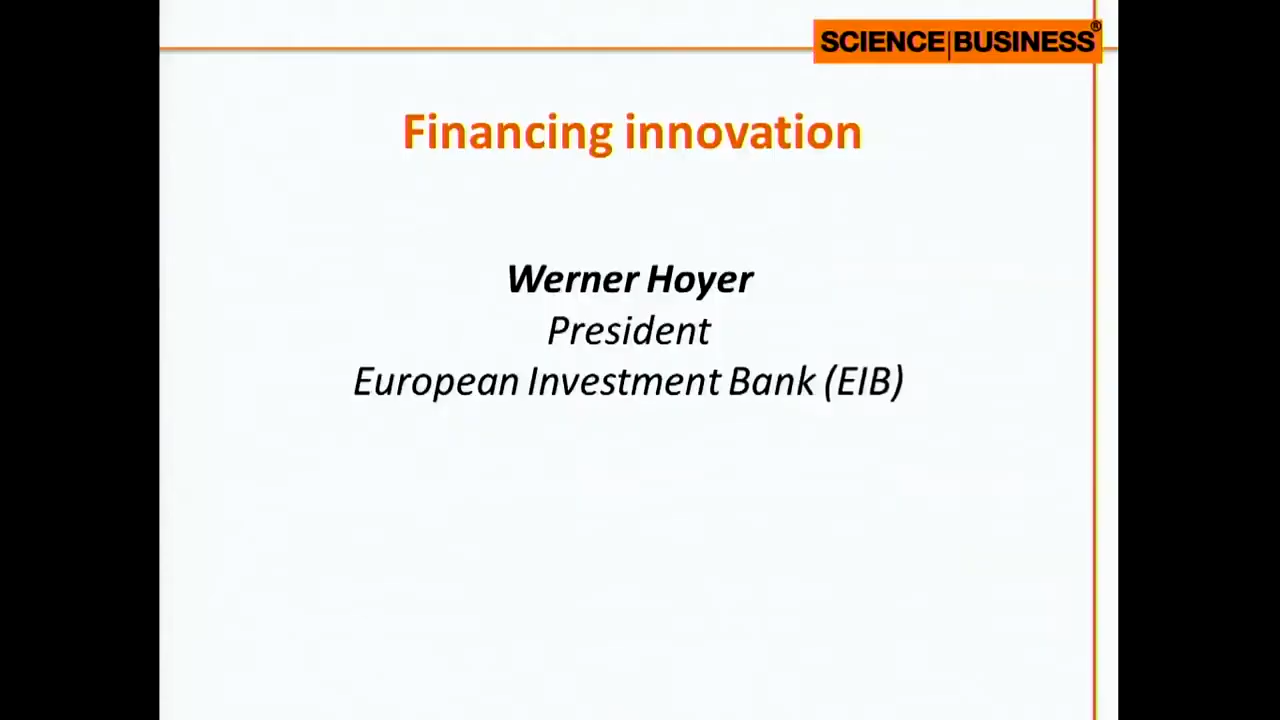 SCIENCE|BUSINESS®
Financing innovation
Werner Hoyer
President
European Investment Bank (EIB)